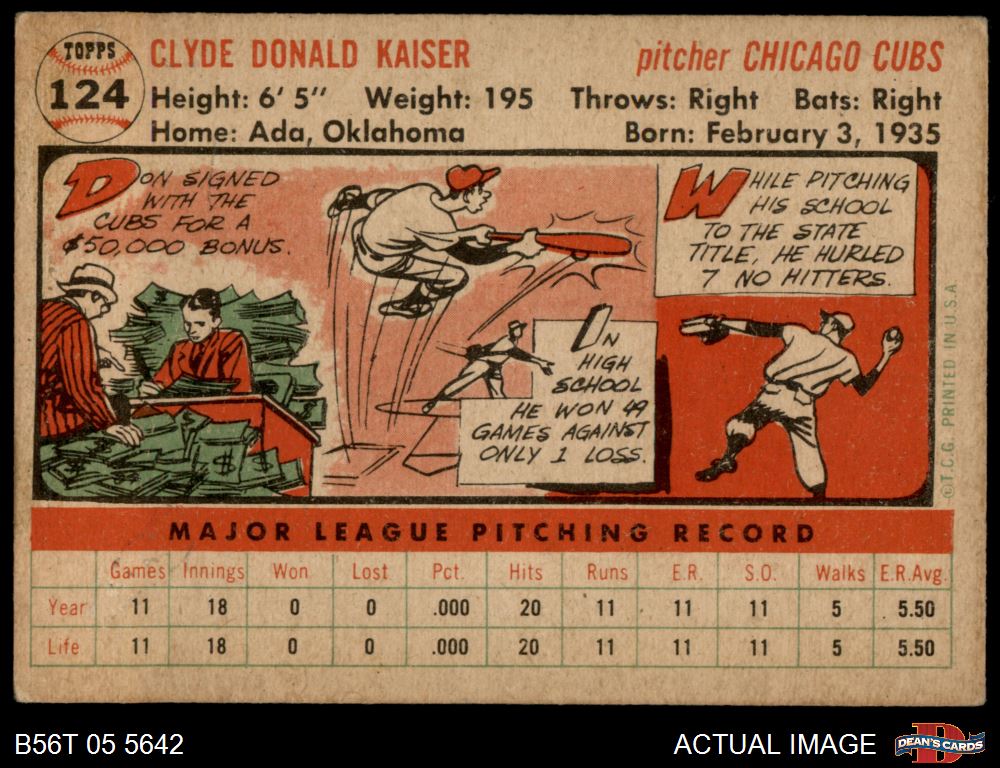 TOPPS
124
CLYDE DONALD KAISER
pitcher CHICAGO CUBS
Height: 6' 5" Weight: 195 Throws: Right Bats: Right
Home: Ada, Oklahoma Born: February 3, 1935
DON SIGNED
WITH THE
CUBS FOR A
$50,000 BONUS.
IN
HIGH
SCHOOL
HE WON 49
GAMES AGAINST
ONLY 1 LOSS.
WHILE PITCHING
HIS SCHOOL
TO THE STATE
TITLE, HE HURLED
7 NO HITTERS.
©T.C.G. PRINTED IN U.S.A.
MAJOR LEAGUE PITCHING RECORD
Games Innings Won Lost Pct. Hits Runs E.R. S.O. Walks E.R.Avg.
Year 11 18 0 0 .000 20 11 11 11 5 5.50
Life 11 18 0 0 .000 20 11 11 11 5 5.50
B56T 05 5642
ACTUAL IMAGE
D
DEAN'S CARDS